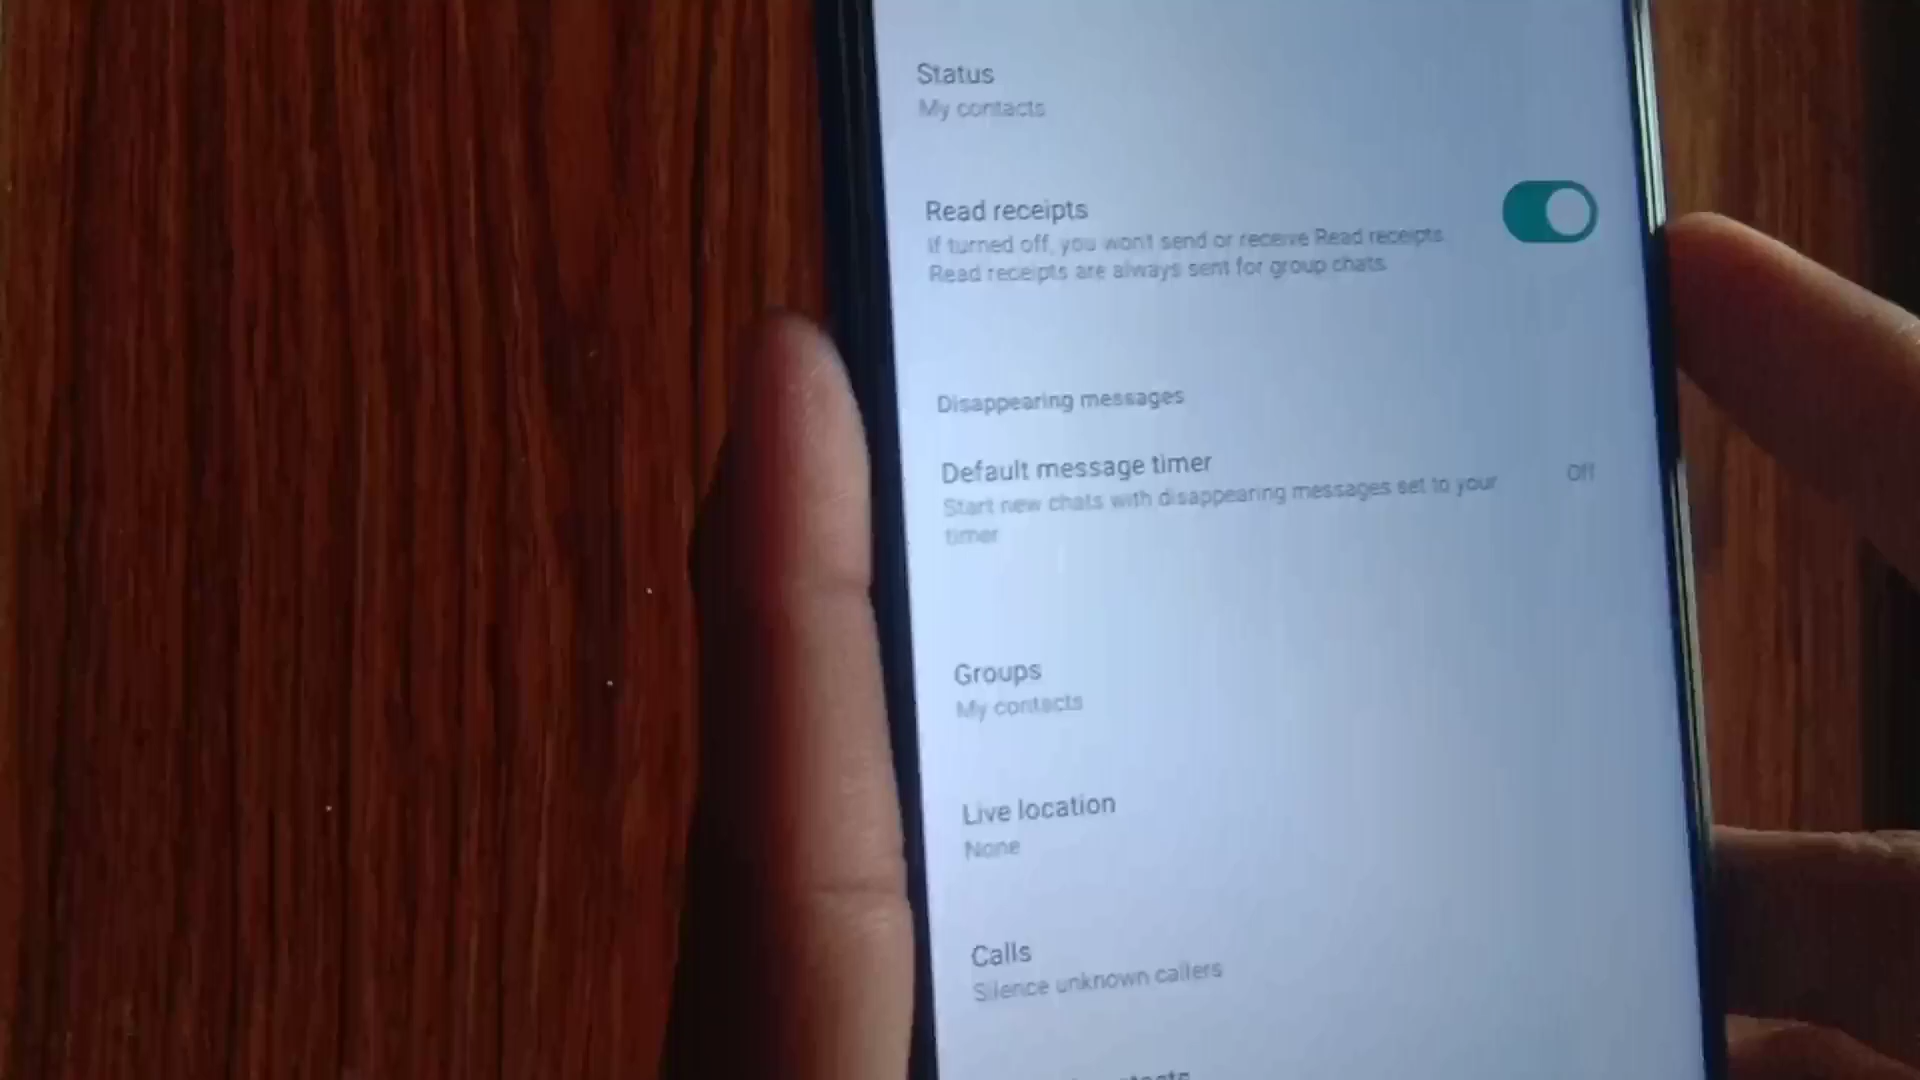 Status
My contacts
Read receipts
If turned off, you won't send or receive Read receipts.
Read receipts are always sent for group chats.
Disappearing messages
Default message timer
Off
Start new chats with disappearing messages set to your
timer
Groups
My contacts
Live location
None
Calls
Silence unknown callers